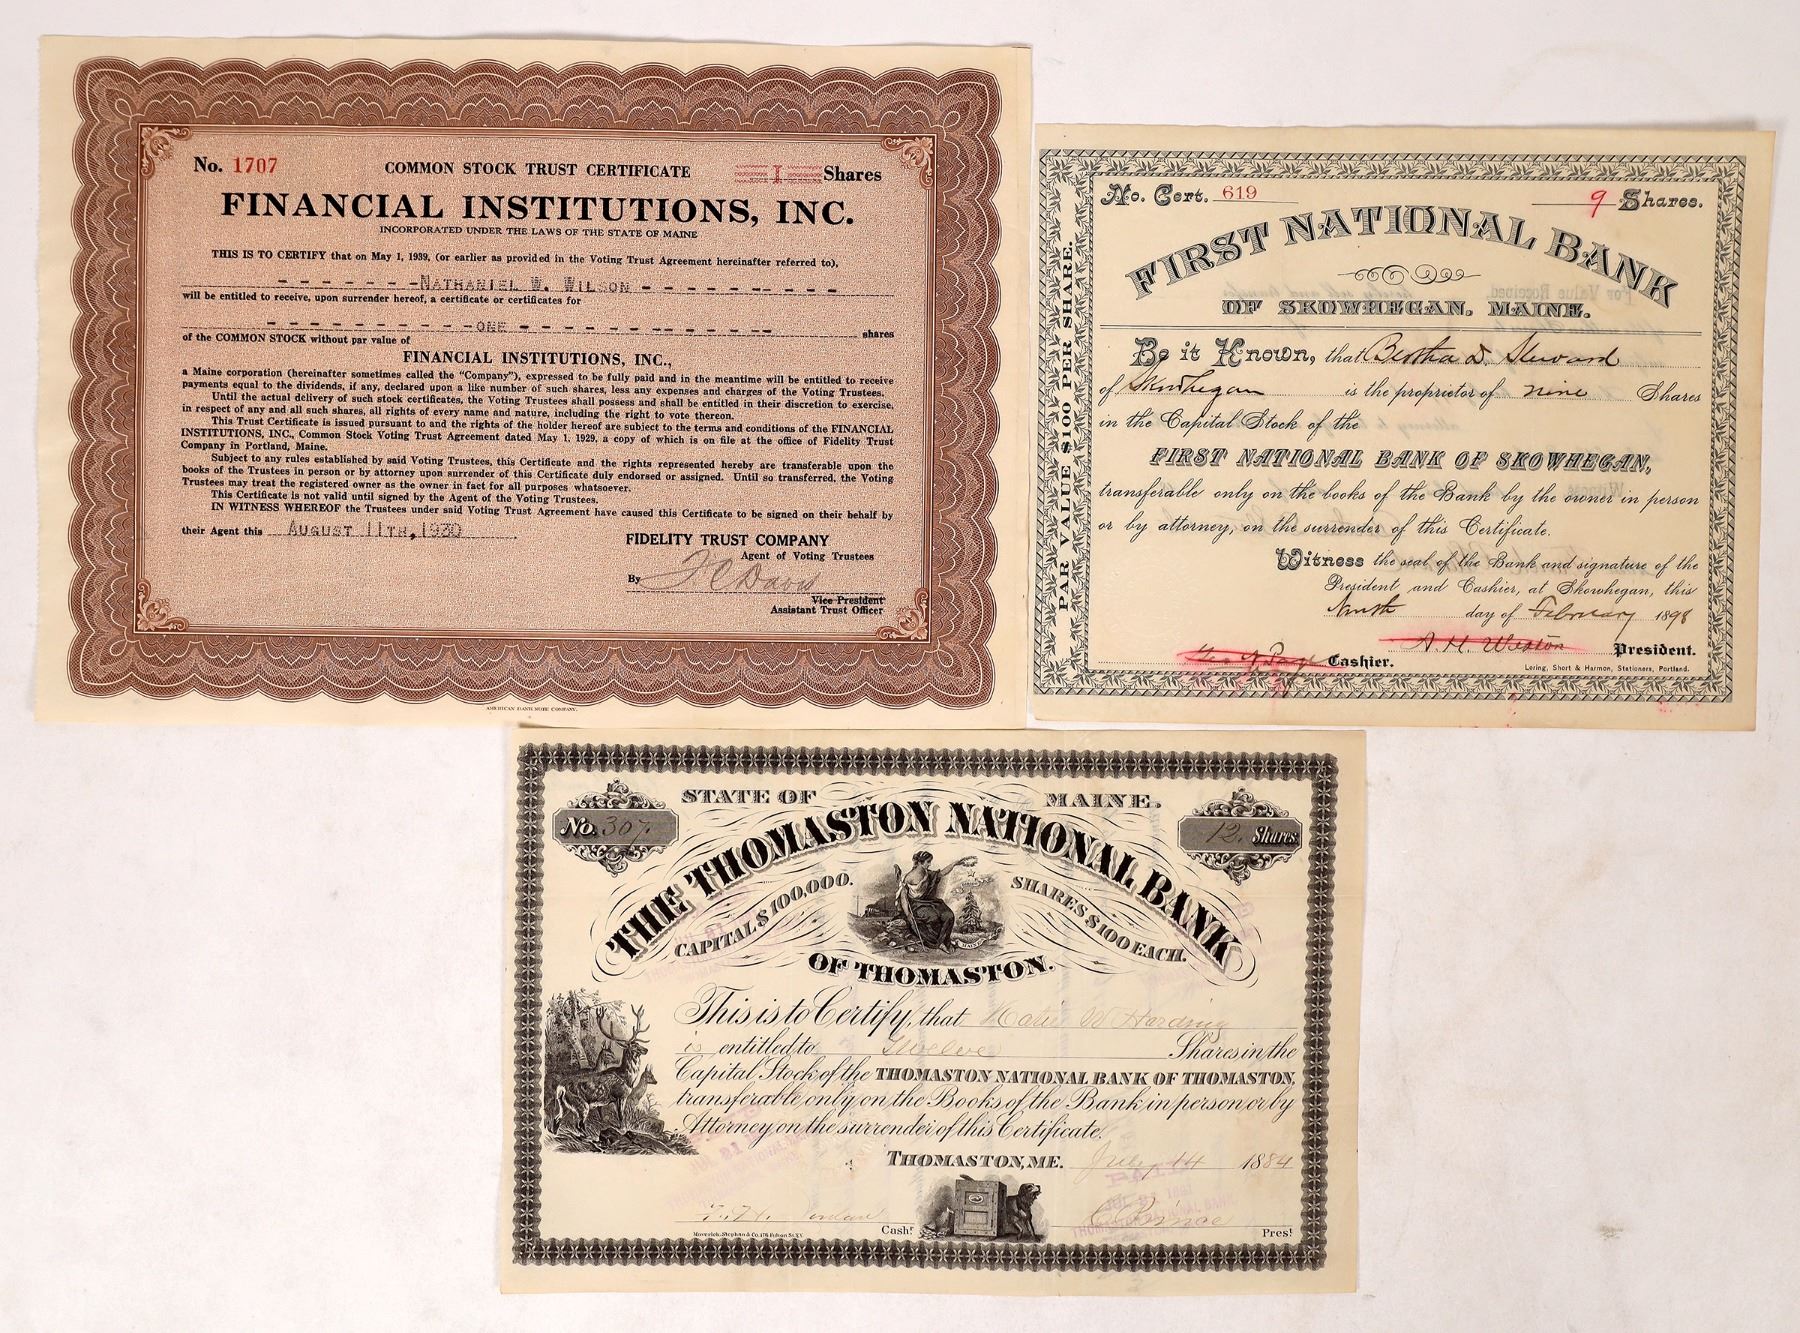 No. 1707
COMMON STOCK TRUST CERTIFICATE
1 Shares
FINANCIAL INSTITUTIONS, INC.
INCORPORATED UNDER THE LAWS OF THE STATE OF MAINE
THIS IS TO CERTIFY that on May 1, 1939, (or earlier as provided in the Voting Trust Agreement hereinafter referred to),
NATHANIEL W. WILSON
will be entitled to receive, upon surrender hereof, a certificate or certificates for
ONE shares
of the COMMON STOCK without par value of
FINANCIAL INSTITUTIONS, INC.,
a Maine corporation (hereinafter sometimes called the "Company"), expressed to be fully paid and in the meantime will be entitled to receive
payments equal to the dividends, if any, declared upon a like number of such shares, less any expenses and charges of the Voting Trustees.
Until the actual delivery of such stock certificates, the Voting Trustees shall possess and shall be entitled in their discretion to exercise,
in respect of any and all such shares, all rights of every name and nature, including the right to vote thereon.
This Trust Certificate is issued pursuant to and the rights of the holder hereof are subject to the terms and conditions of the FINANCIAL
INSTITUTIONS, INC., Common Stock Voting Trust Agreement dated May 1, 1929, a copy of which is on file at the office of Fidelity Trust
Company in Portland, Maine.
Subject to any rules established by said Voting Trustees, this Certificate and the rights represented hereby are transferable upon the
books of the Trustees in person or by attorney upon surrender of this Certificate duly endorsed or assigned. Until so transferred, the Voting
Trustees may treat the registered owner as the owner in fact for all purposes whatsoever.
This Certificate is not valid until signed by the Agent of the Voting Trustees.
IN WITNESS WHEREOF the Trustees under said Voting Trust Agreement have caused this Certificate to be signed on their behalf by
their Agent this AUGUST 11TH, 1930
FIDELITY TRUST COMPANY
Agent of Voting Trustees
By F C Davis
Vice President
Assistant Trust Officer
AMERICAN BANK NOTE COMPANY.
No. Cert. 619
9 Shares.
PAR VALUE $100 PER SHARE.
FIRST NATIONAL BANK
OF SKOWHEGAN, MAINE.
Be it Known, that Bertha D. Steward
of Skowhegan is the proprietor of nine Shares
in the Capital Stock of the
FIRST NATIONAL BANK OF SKOWHEGAN,
transferable only on the books of the Bank by the owner in person
or by attorney, on the surrender of this Certificate.
Witness the seal of the Bank and signature of the
President and Cashier, at Skowhegan, this
Ninth day of February 1898
Geo N Page Cashier.
A. H. Weston President.
Loring, Short & Harmon, Stationers, Portland.
STATE OF MAINE.
No. 307.
12. Shares
THE THOMASTON NATIONAL BANK
CAPITAL $100,000.
SHARES $100 EACH.
MAINE
OF THOMASTON.
This is to Certify, that Katie W Harding
is entitled to Twelve Shares in the
Capital Stock of the THOMASTON NATIONAL BANK OF THOMASTON,
transferable only on the Books of the Bank in person or by
Attorney on the surrender of this Certificate.
THOMASTON, ME. July 14 1884
F. H. Jordan Cashr.
C Prince Prest
Maverick, Stephan & Co. 176 Fulton St. N.Y.